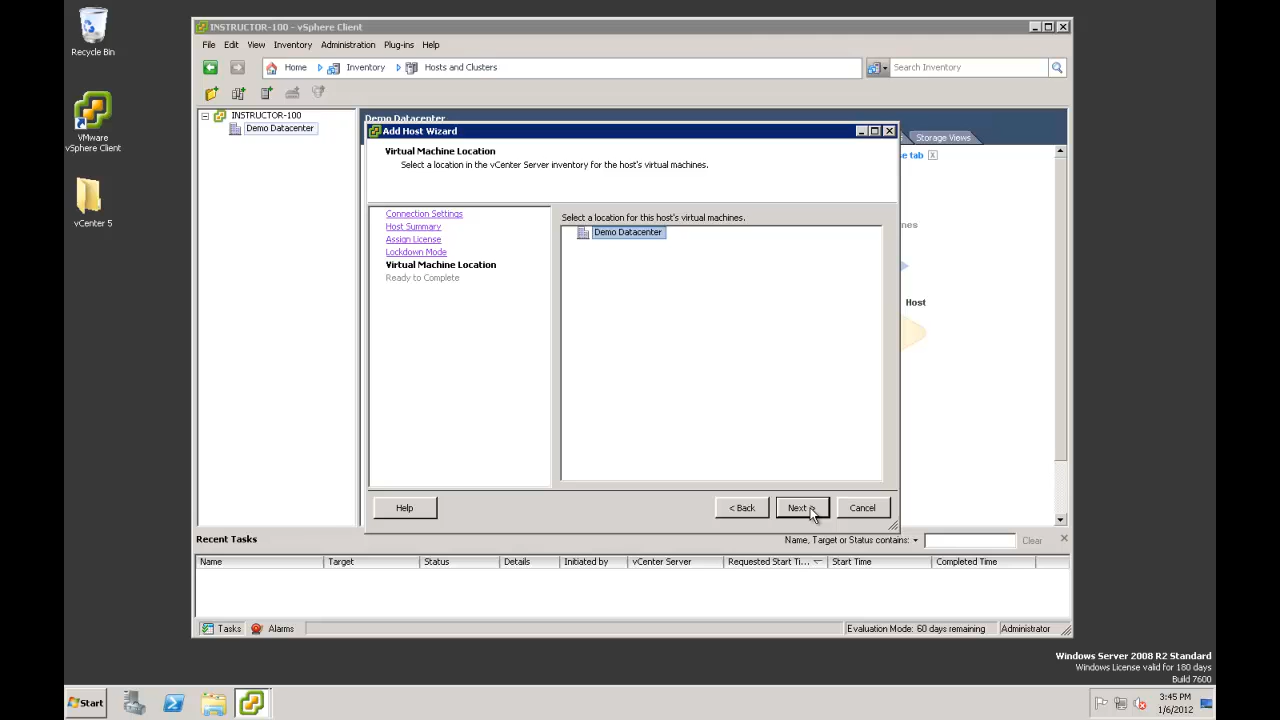 Recycle Bin
VMware
vSphere Client
vCenter 5
INSTRUCTOR-100 - vSphere Client
File Edit View Inventory Administration Plug-ins Help
Home Inventory Hosts and Clusters
Search Inventory
INSTRUCTOR-100
Demo Datacenter
Demo Datacenter
Storage Views
se tab X
nes
Host
Add Host Wizard
Virtual Machine Location
Select a location in the vCenter Server inventory for the host's virtual machines.
Connection Settings
Host Summary
Assign License
Lockdown Mode
Virtual Machine Location
Ready to Complete
Select a location for this host's virtual machines.
Demo Datacenter
Help
< Back Next > Cancel
Recent Tasks
Name, Target or Status contains: Clear
Name Target Status Details Initiated by vCenter Server Requested Start Ti... Start Time Completed Time
Tasks Alarms
Evaluation Mode: 60 days remaining Administrator
Windows Server 2008 R2 Standard
Windows License valid for 180 days
Build 7600
Start
3:45 PM
1/6/2012